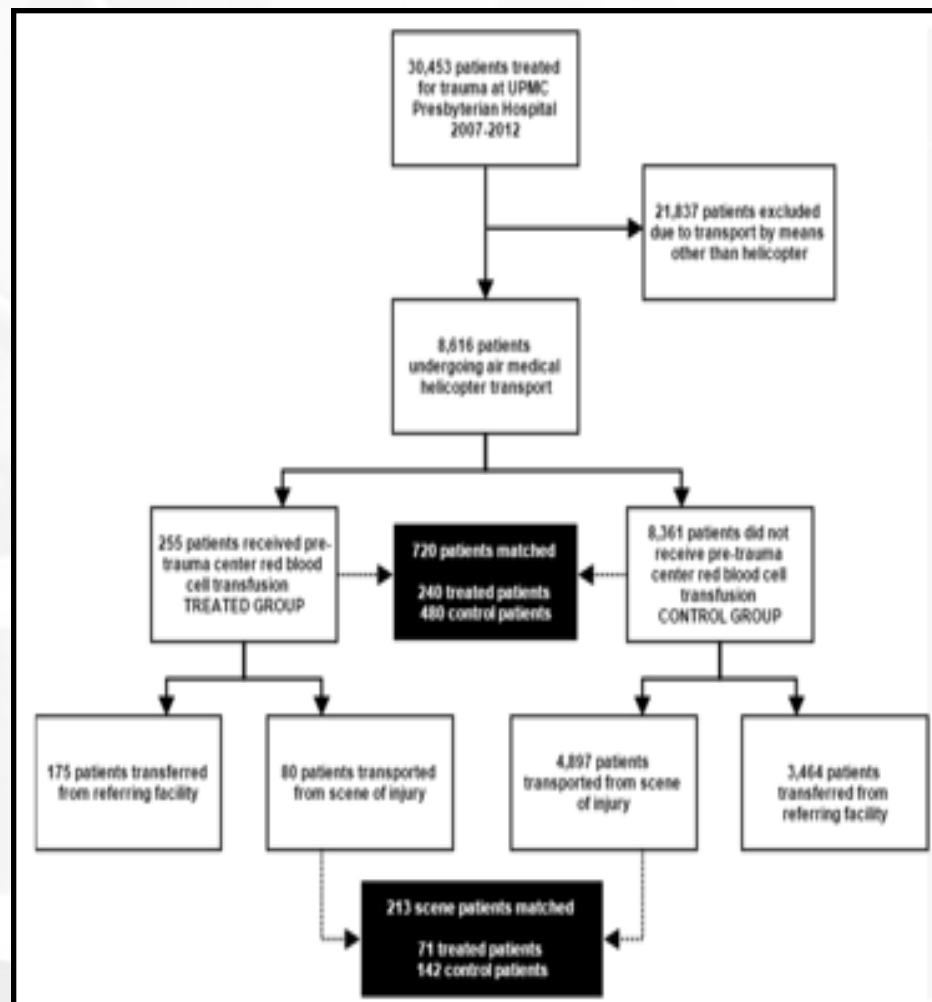 30,453 patients treated
for trauma at UPMC
Presbyterian Hospital
2007-2012
21,837 patients excluded
due to transport by means
other than helicopter
8,616 patients
undergoing air medical
helicopter transport
255 patients received pre-
trauma center red blood
cell transfusion
TREATED GROUP
720 patients matched
240 treated patients
480 control patients
8,361 patients did not
receive pre-trauma
center red blood cell
transfusion
CONTROL GROUP
175 patients transferred
from referring facility
80 patients transported
from scene of injury
4,897 patients
transported from scene
of injury
3,464 patients
transferred from
referring facility
213 scene patients matched
71 treated patients
142 control patients